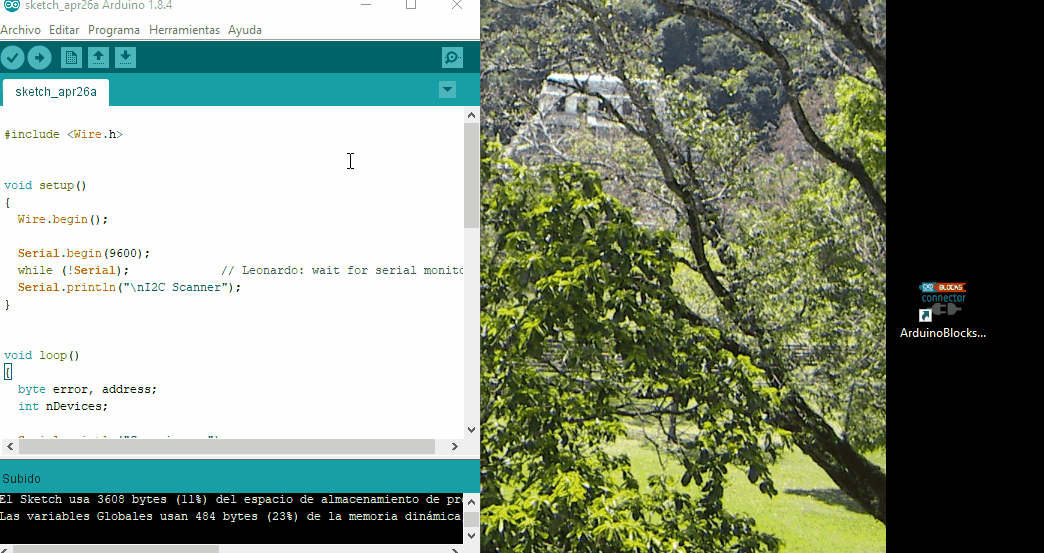 sketch_apr26a Arduino 1.8.4
Archivo Editar Programa Herramientas Ayuda
sketch_apr26a
#include <Wire.h>
void setup()
{
Wire.begin();
Serial.begin(9600);
while (!Serial); // Leonardo: wait for serial monito
Serial.println("\nI2C Scanner");
}
void loop()
{
byte error, address;
int nDevices;
Subido
El Sketch usa 3608 bytes (11%) del espacio de almacenamiento de pr
Las variables Globales usan 484 bytes (23%) de la memoria dinámica
BLOCKS
connector
ArduinoBlocks...